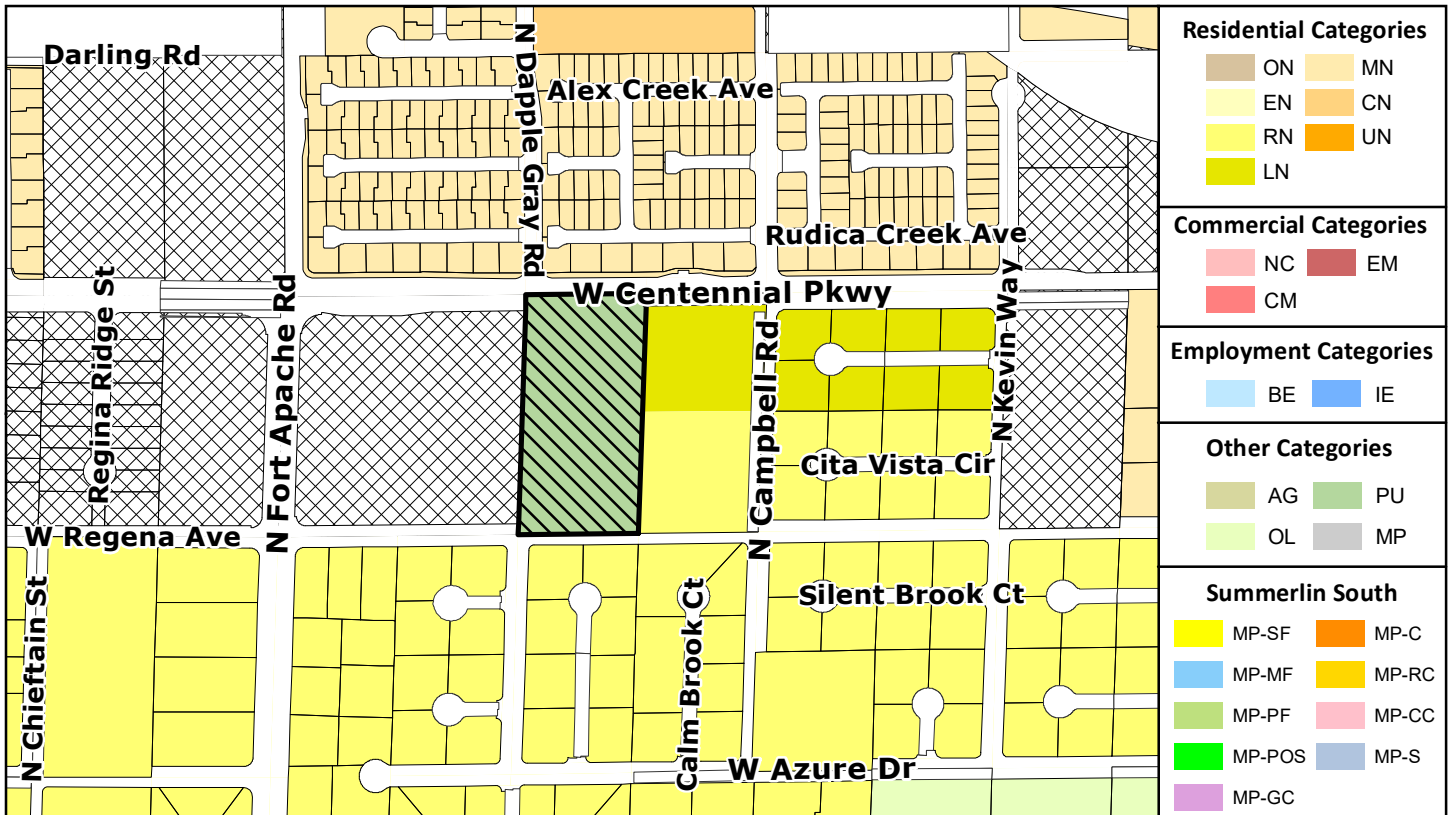 Darling Rd
N Dapple Gray Rd
Alex Creek Ave
Rudica Creek Ave
W Centennial Pkwy
Regina Ridge St
N Fort Apache Rd
N Campbell Rd
N Kevin Way
Cita Vista Cir
W Regena Ave
N Chieftain St
Calm Brook Ct
Silent Brook Ct
W Azure Dr
Residential Categories
ON MN
EN CN
RN UN
LN
Commercial Categories
NC EM
CM
Employment Categories
BE IE
Other Categories
AG PU
OL MP
Summerlin South
MP-SF MP-C
MP-MF MP-RC
MP-PF MP-CC
MP-POS MP-S
MP-GC